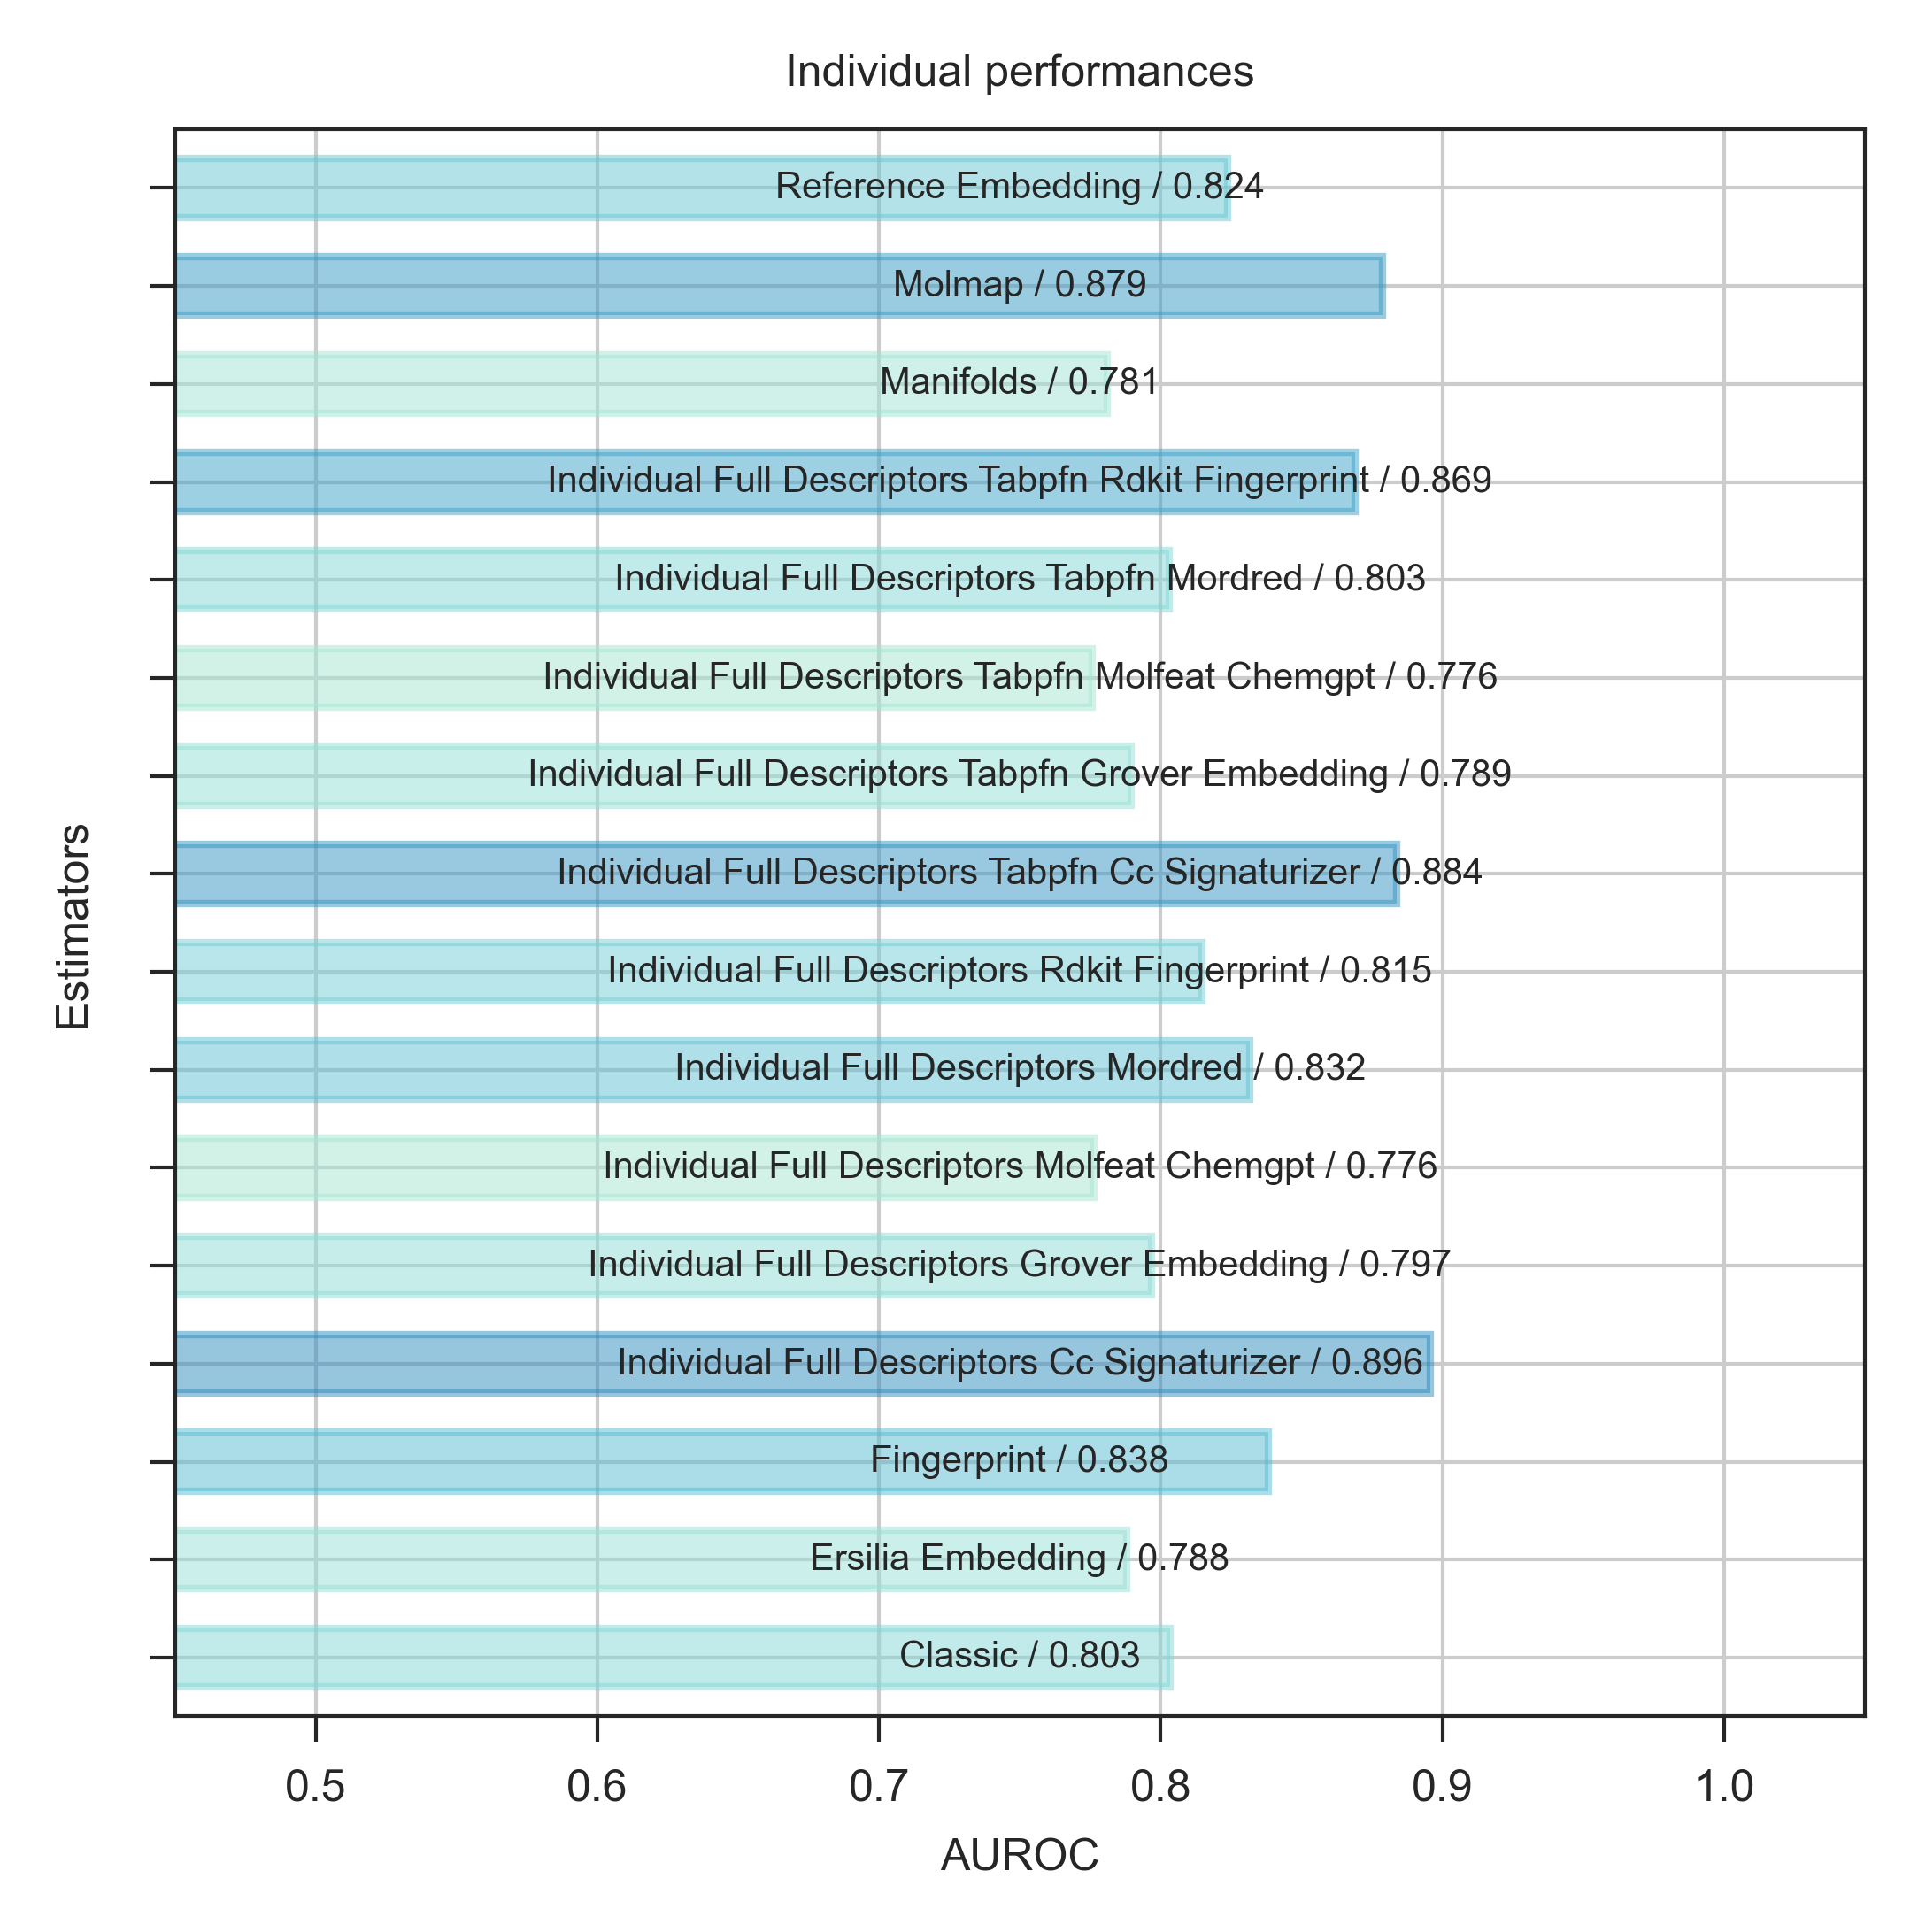 Individual performances
Reference Embedding / 0.824
Molmap / 0.879
Manifolds / 0.781
Individual Full Descriptors Tabpfn Rdkit Fingerprint / 0.869
Individual Full Descriptors Tabpfn Mordred / 0.803
Individual Full Descriptors Tabpfn Molfeat Chemgpt / 0.776
Individual Full Descriptors Tabpfn Grover Embedding / 0.789
Individual Full Descriptors Tabpfn Cc Signaturizer / 0.884
Individual Full Descriptors Rdkit Fingerprint / 0.815
Individual Full Descriptors Mordred / 0.832
Individual Full Descriptors Molfeat Chemgpt / 0.776
Individual Full Descriptors Grover Embedding / 0.797
Individual Full Descriptors Cc Signaturizer / 0.896
Fingerprint / 0.838
Ersilia Embedding / 0.788
Classic / 0.803
Estimators
0.5 0.6 0.7 0.8 0.9 1.0
AUROC